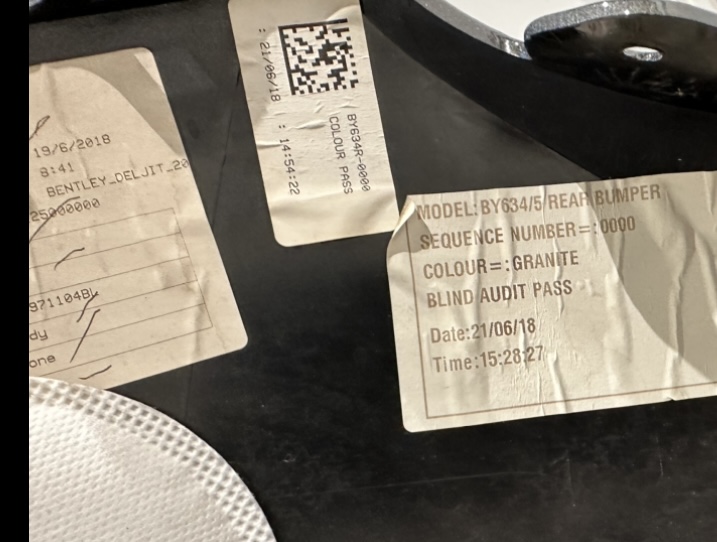 19/6/2018
8:41
BENTLEY_DELJIT_20
25000000
971104BL
dy
one
: 21/06/18 : 14:54:22
BY634R-0000
COLOUR PASS
MODEL:BY634/5 REAR BUMPER
SEQUENCE NUMBER=:0000
COLOUR=:GRANITE
BLIND AUDIT PASS
Date:21/06/18
Time:15:28:27